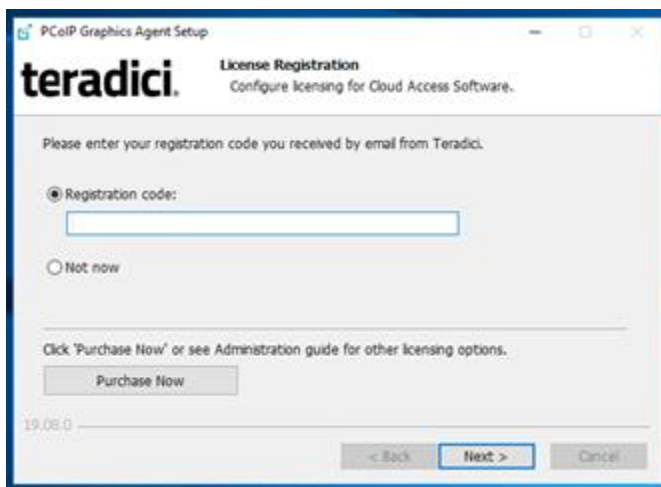 PCoIP Graphics Agent Setup
teradici.
License Registration
Configure licensing for Cloud Access Software.
Please enter your registration code you received by email from Teradici.
Registration code:
Not now
Click 'Purchase Now' or see Administration guide for other licensing options.
Purchase Now
19.08.0
< Back
Next >
Cancel